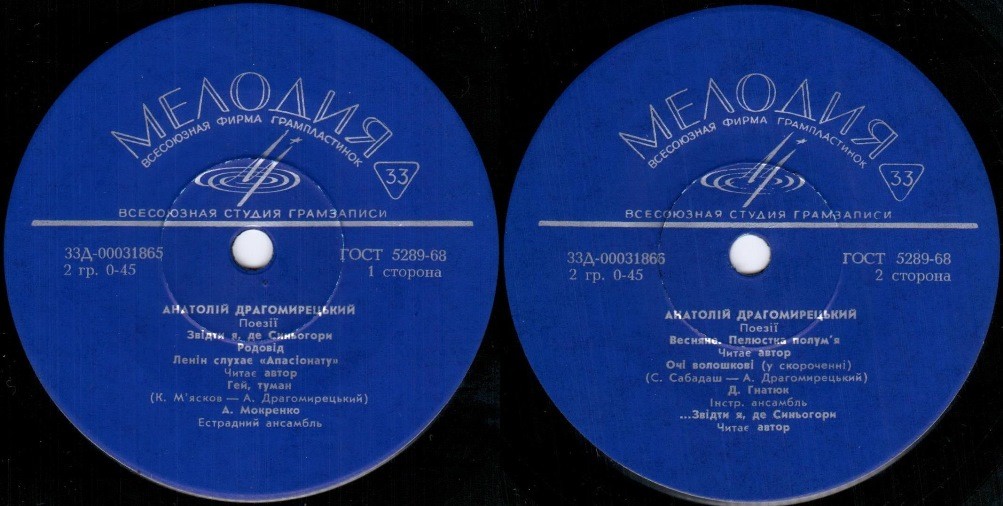 МЕЛОДИЯ
ВСЕСОЮЗНАЯ ФИРМА ГРАМПЛАСТИНОК
33
ВСЕСОЮЗНАЯ СТУДИЯ ГРАМЗАПИСИ
33Д-00031865
ГОСТ 5289-68
2 гр. 0-45
1 сторона
АНАТОЛІЙ ДРАГОМИРЕЦЬКИЙ
Поезії
Звідти я, де Синьогори
Родовід
Ленін слухає «Апасіонату»
Читає автор
Гей, туман
(К. М'ясков — А. Драгомирецький)
А. Мокренко
Естрадний ансамбль
МЕЛОДИЯ
ВСЕСОЮЗНАЯ ФИРМА ГРАМПЛАСТИНОК
33
ВСЕСОЮЗНАЯ СТУДИЯ ГРАМЗАПИСИ
33Д-00031866
ГОСТ 5289-68
2 гр. 0-45
2 сторона
АНАТОЛІЙ ДРАГОМИРЕЦЬКИЙ
Поезії
Весняне. Пелюстка полум'я
Читає автор
Очі волошкові (у скороченні)
(С. Сабадаш — А. Драгомирецький)
Д. Гнатюк
Інстр. ансамбль
...Звідти я, де Синьогори
Читає автор